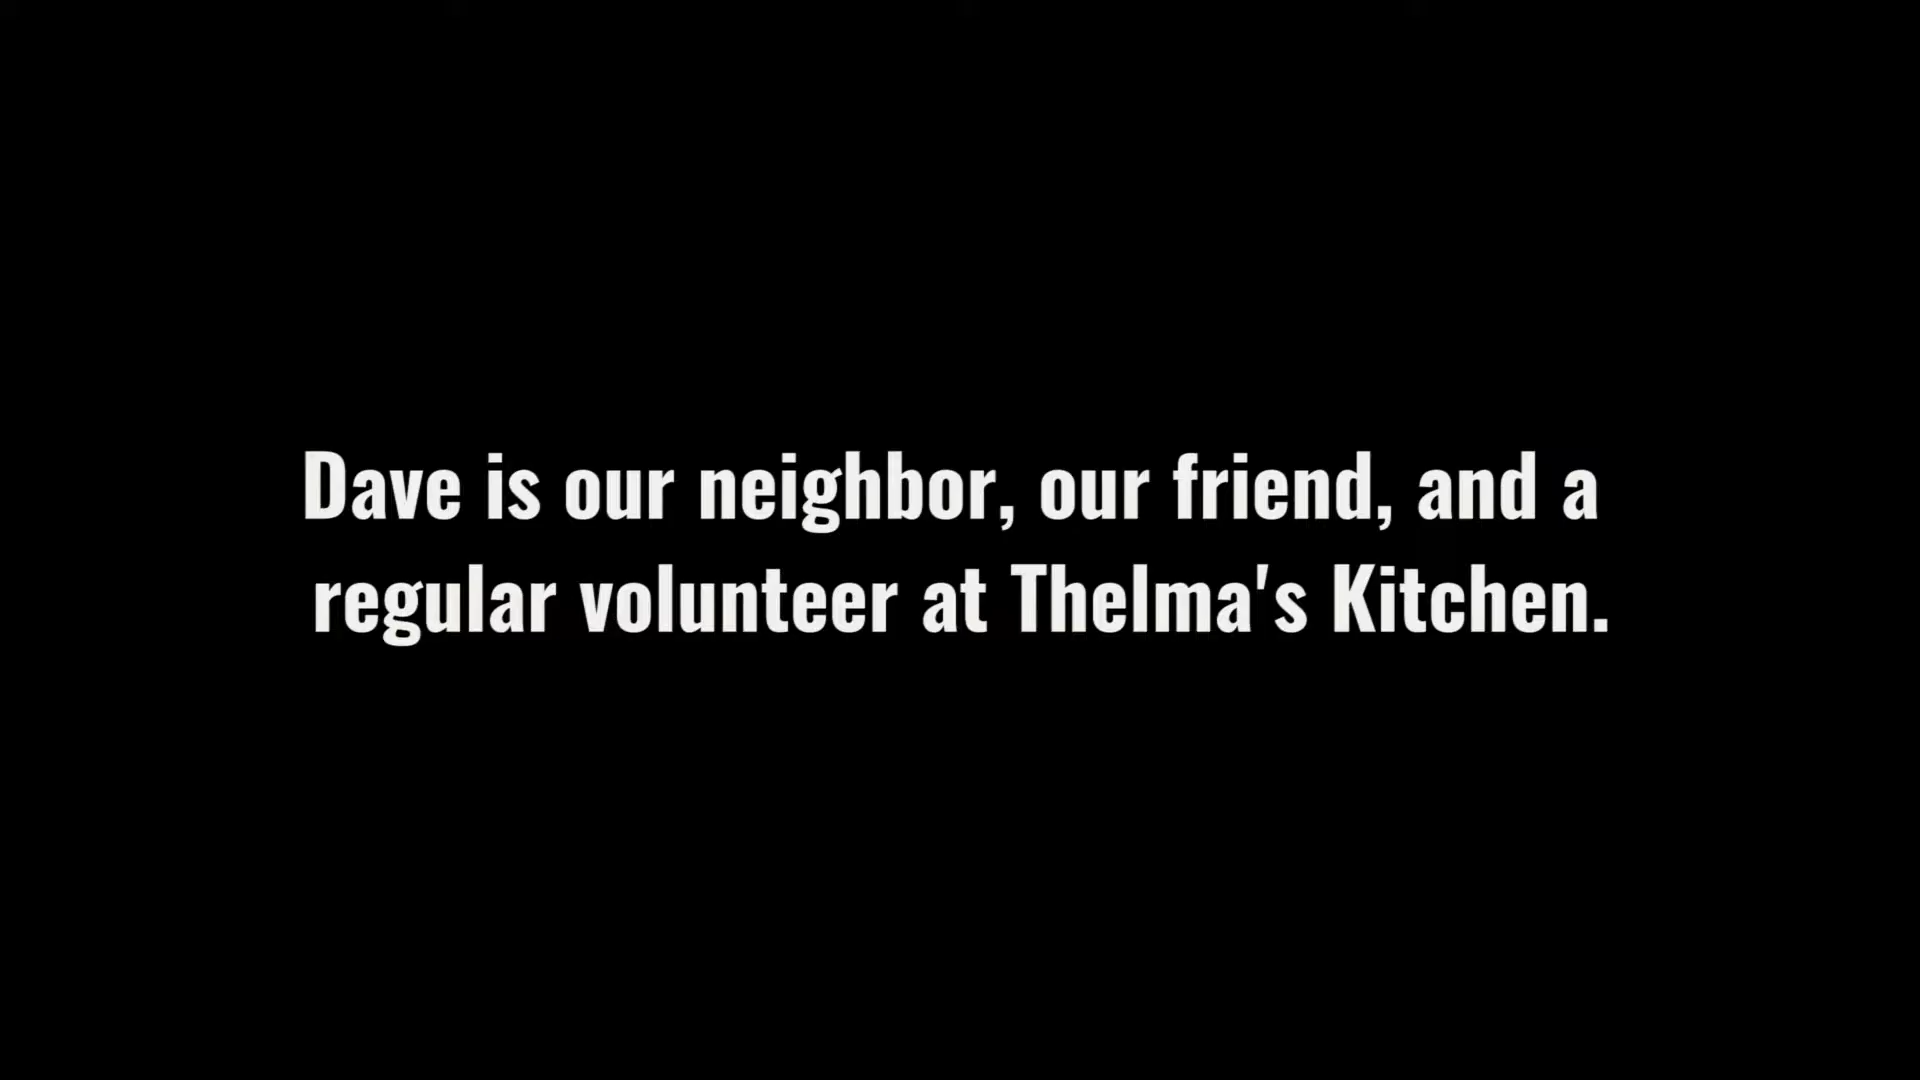 Dave is our neighbor, our friend, and a
regular volunteer at Thelma's Kitchen.